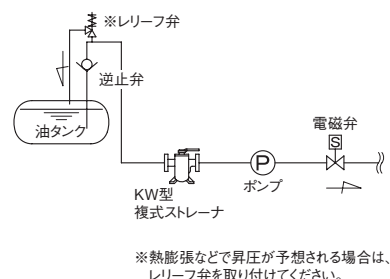 ※レリーフ弁
逆止弁
油タンク
電磁弁
S
P
ポンプ
KW型
複式ストレーナ
※熱膨張などで昇圧が予想される場合は、
レリーフ弁を取り付けてください。